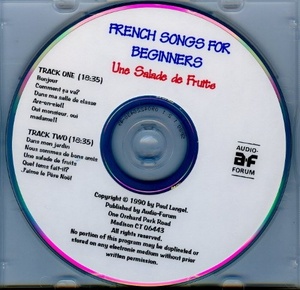 FRENCH SONGS FOR
BEGINNERS
Une Salade de Fruits
TRACK ONE (18:35)
Bonjour
Comment ça va?
Dans ma salle de classe
Oui monsieur, oui
madame!!
TRACK TWO (18:35)
Dans mon jardin
Nous sommes de bons amis
Une salade de fruits
Quel temps fait-il?
J'aime le Père Noël
AUDIO-
af
FORUM
Copyright © 1990 by Paul Langel.
Published by Audio-Forum
One Orchard Park Road
Madison CT 06443
All rights reserved.
No portion of this program may be duplicated or
stored on any electronic medium without prior
written permission.